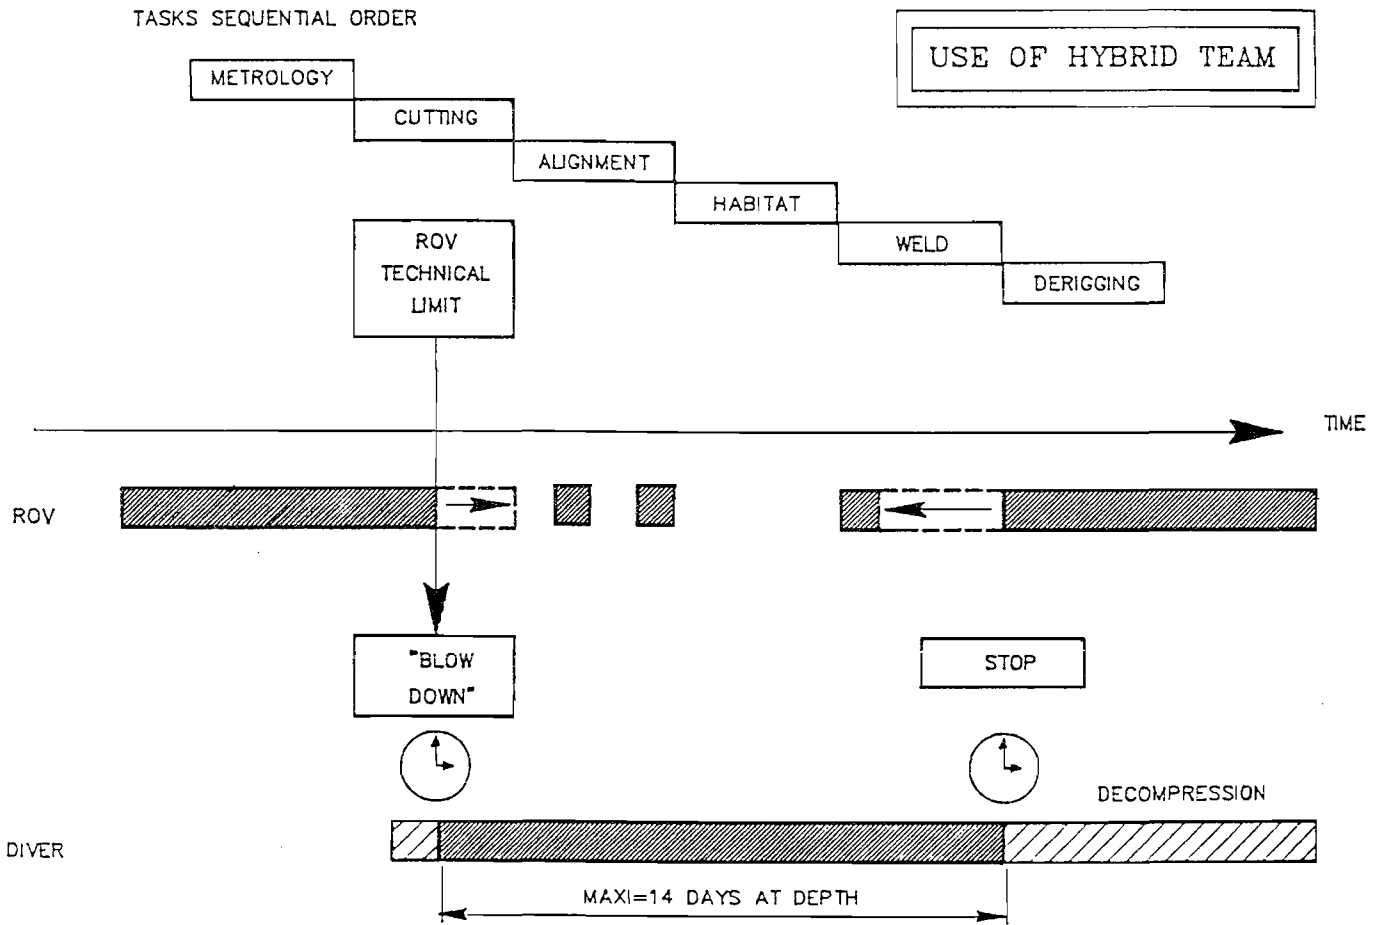 TASKS SEQUENTIAL ORDER
USE OF HYBRID TEAM
METROLOGY
CUTTING
ALIGNMENT
HABITAT
WELD
DERIGGING
ROV
TECHNICAL
LIMIT
TIME
ROV
"BLOW
DOWN"
STOP
DECOMPRESSION
DIVER
MAXI=14 DAYS AT DEPTH